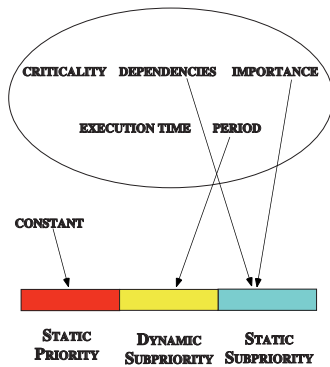 CRITICALITY DEPENDENCIES IMPORTANCE
EXECUTION TIME PERIOD
CONSTANT
STATIC PRIORITY
DYNAMIC SUBPRIORITY
STATIC SUBPRIORITY